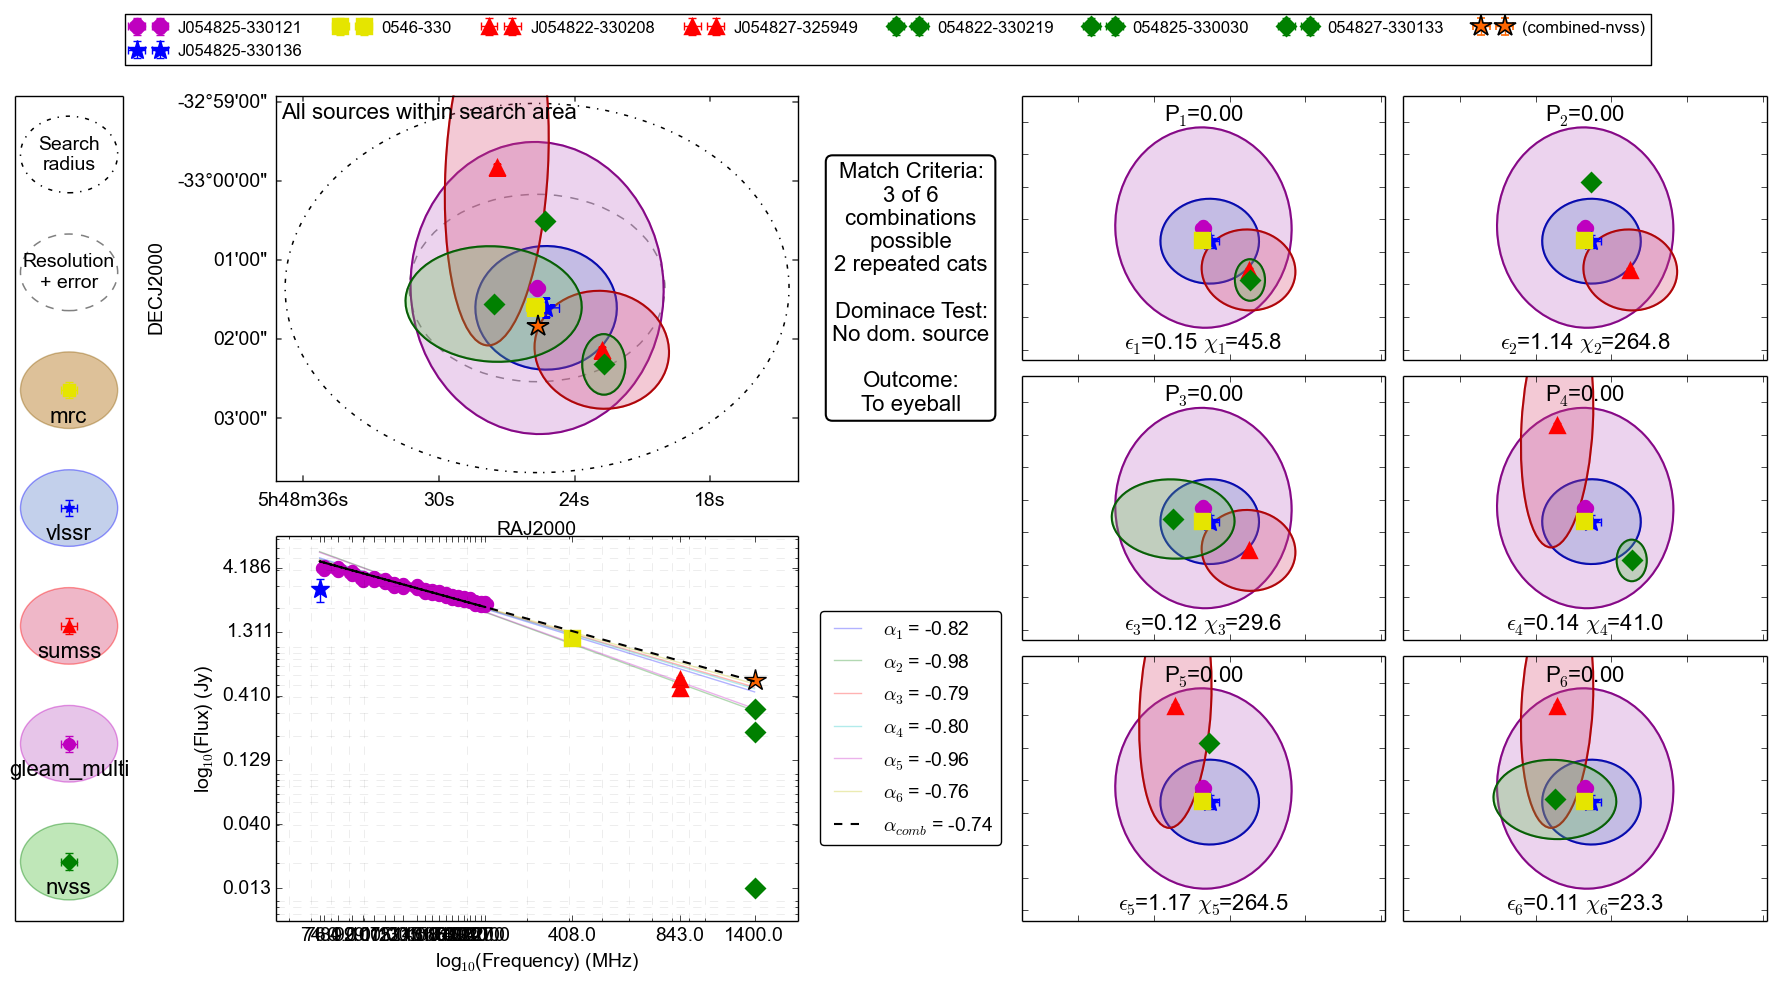 J054825-330121 0546-330 J054822-330208 J054827-325949 054822-330219 054825-330030 054827-330133 (combined-nvss)
J054825-330136
Search
radius
Resolution
+ error
mrc
vlssr
sumss
gleam_multi
nvss
All sources within search area
-32°59'00"
-33°00'00"
01'00"
02'00"
03'00"
DECJ2000
5h48m36s 30s 24s 18s
RAJ2000
4.186
1.311
0.410
0.129
0.040
0.013
log10(Flux) (Jy)
408.0 843.0 1400.0
log10(Frequency) (MHz)
Match Criteria:
3 of 6
combinations
possible
2 repeated cats
Dominace Test:
No dom. source
Outcome:
To eyeball
α1 = -0.82
α2 = -0.98
α3 = -0.79
α4 = -0.80
α5 = -0.96
α6 = -0.76
αcomb = -0.74
P1=0.00
ϵ1=0.15 χ1=45.8
P2=0.00
ϵ2=1.14 χ2=264.8
P3=0.00
ϵ3=0.12 χ3=29.6
P4=0.00
ϵ4=0.14 χ4=41.0
P5=0.00
ϵ5=1.17 χ5=264.5
P6=0.00
ϵ6=0.11 χ6=23.3